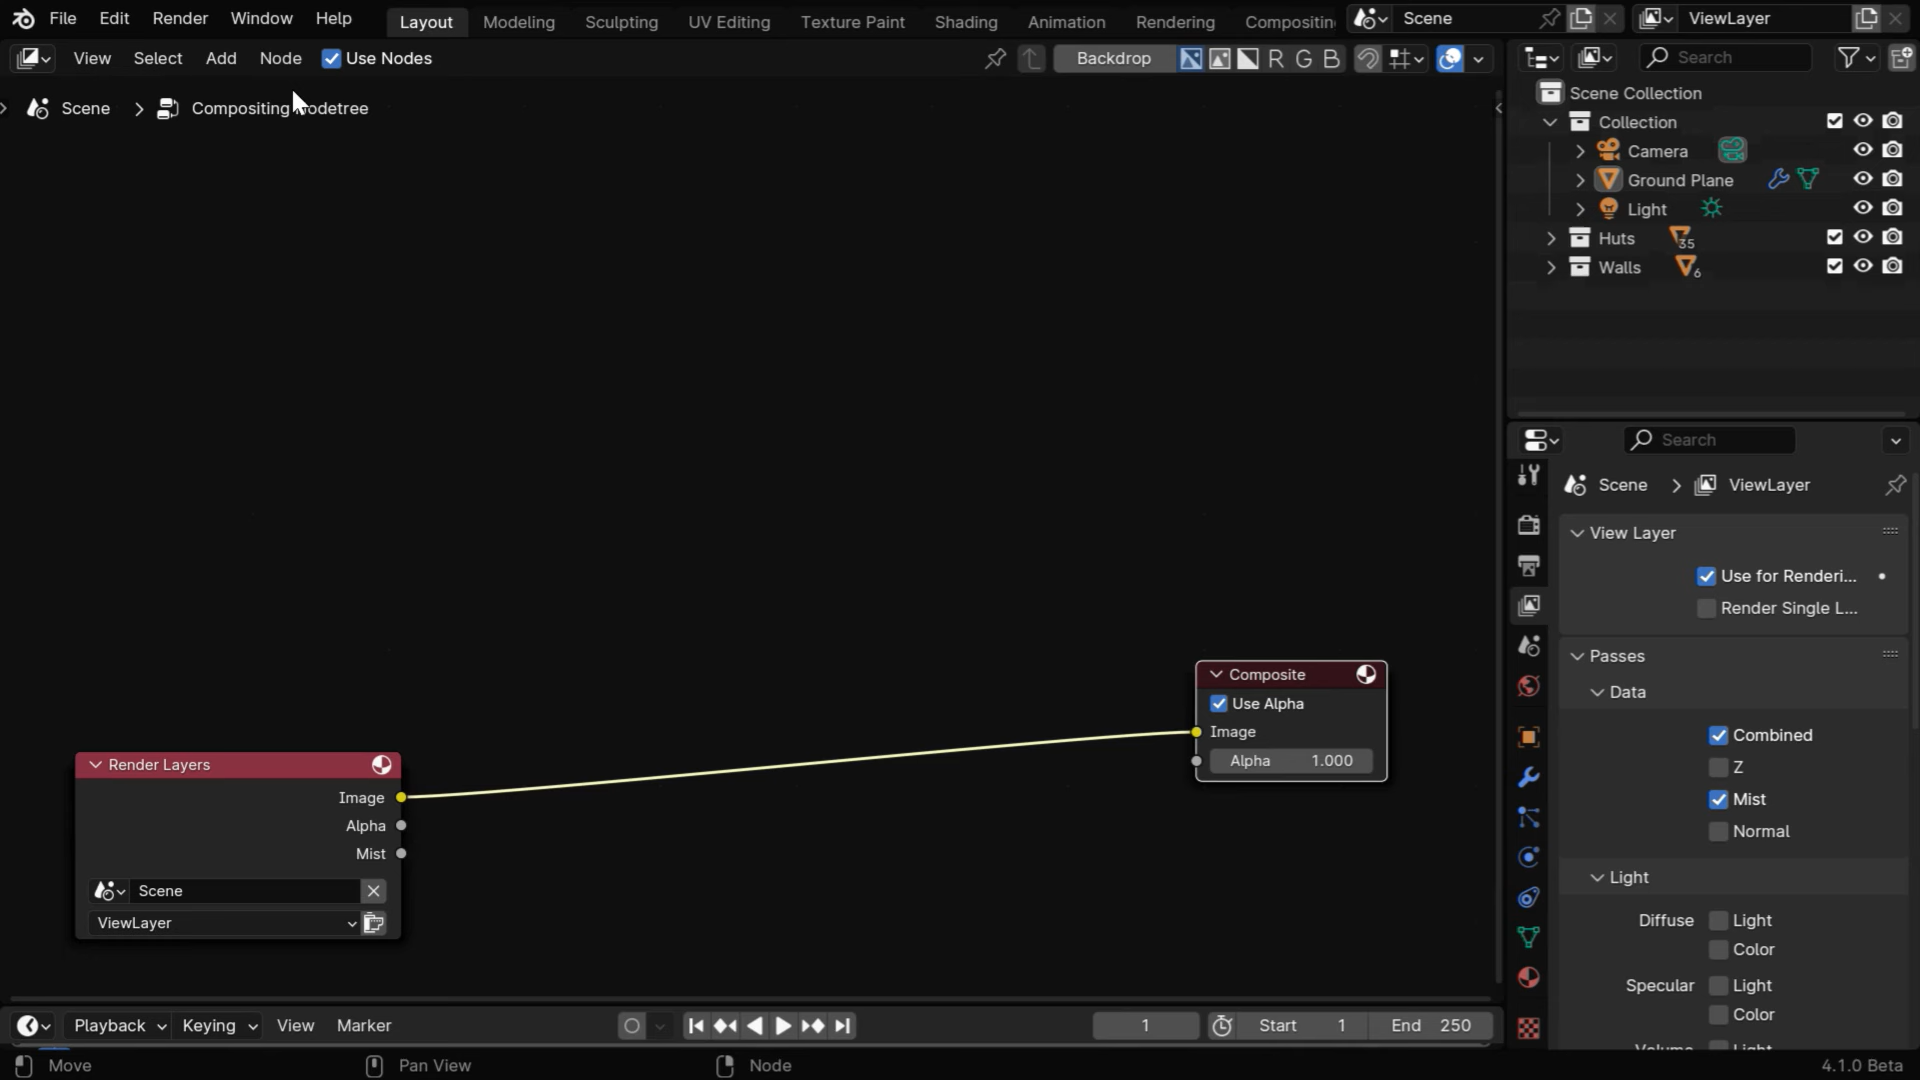 File Edit Render Window Help Layout Modeling Sculpting UV Editing Texture Paint Shading Animation Rendering Compositin Scene ViewLayer
View Select Add Node Use Nodes Backdrop R G B Search
Scene > Compositing odetree
Scene Collection
Collection
Camera
Ground Plane
Light
Huts 35
Walls 6
Search
Scene > ViewLayer
View Layer
Use for Renderi...
Render Single L...
Passes
Data
Combined
Z
Mist
Normal
Light
Diffuse Light
Color
Specular Light
Color
Composite
Use Alpha
Image
Alpha 1.000
Render Layers
Image
Alpha
Mist
Scene
ViewLayer
Playback Keying View Marker 1 Start 1 End 250
Move Pan View Node 4.1.0 Beta